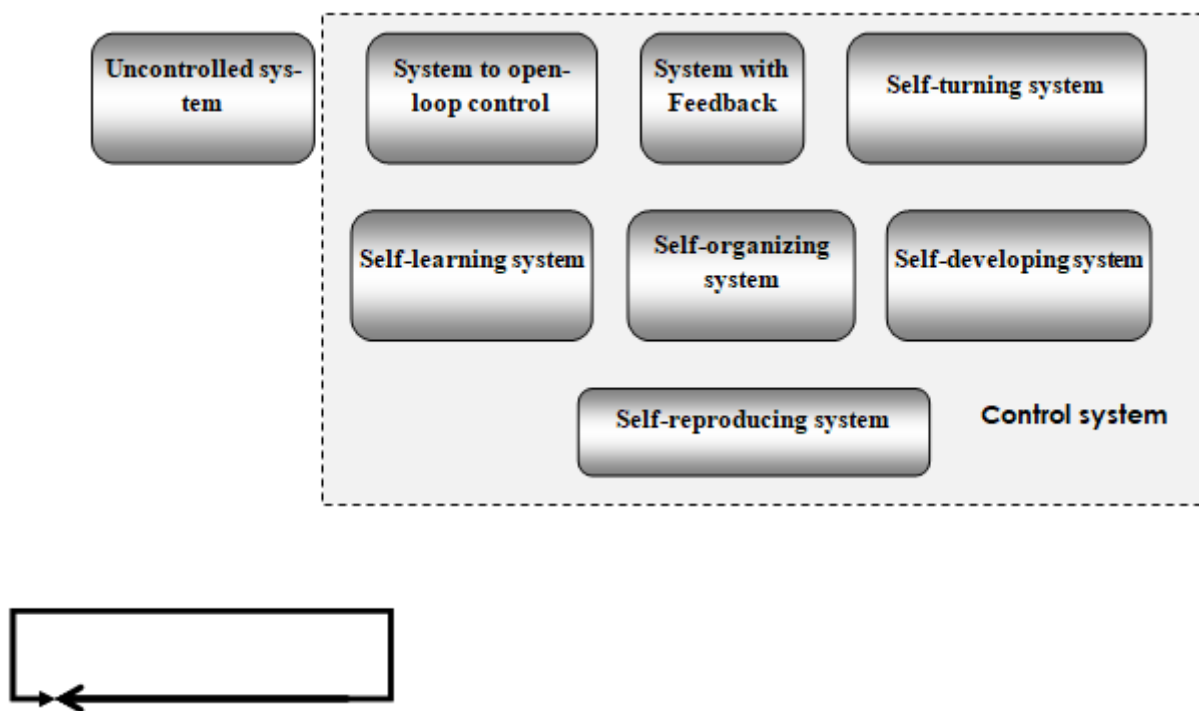 Uncontrolled sys-
tem
System to open-
loop control
System with
Feedback
Self-turning system
Self-learning system
Self-organizing
system
Self-developing system
Self-reproducing system
Control system